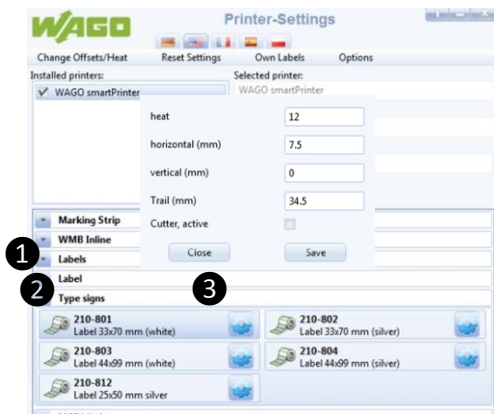 WAGO
Printer-Settings
Change Offsets/Heat Reset Settings Own Labels Options
Installed printers: Selected printer:
WAGO smartPrinter WAGO smartPrinter
heat 12
horizontal (mm) 7.5
vertical (mm) 0
Trail (mm) 34.5
Cutter, active
Close Save
Marking Strip
WMB Inline
1 Labels
2 Label 3
Type signs
210-801 210-802
Label 33x70 mm (white) Label 33x70 mm (silver)
210-803 210-804
Label 44x99 mm (white) Label 44x99 mm (silver)
210-812
Label 25x50 mm silver